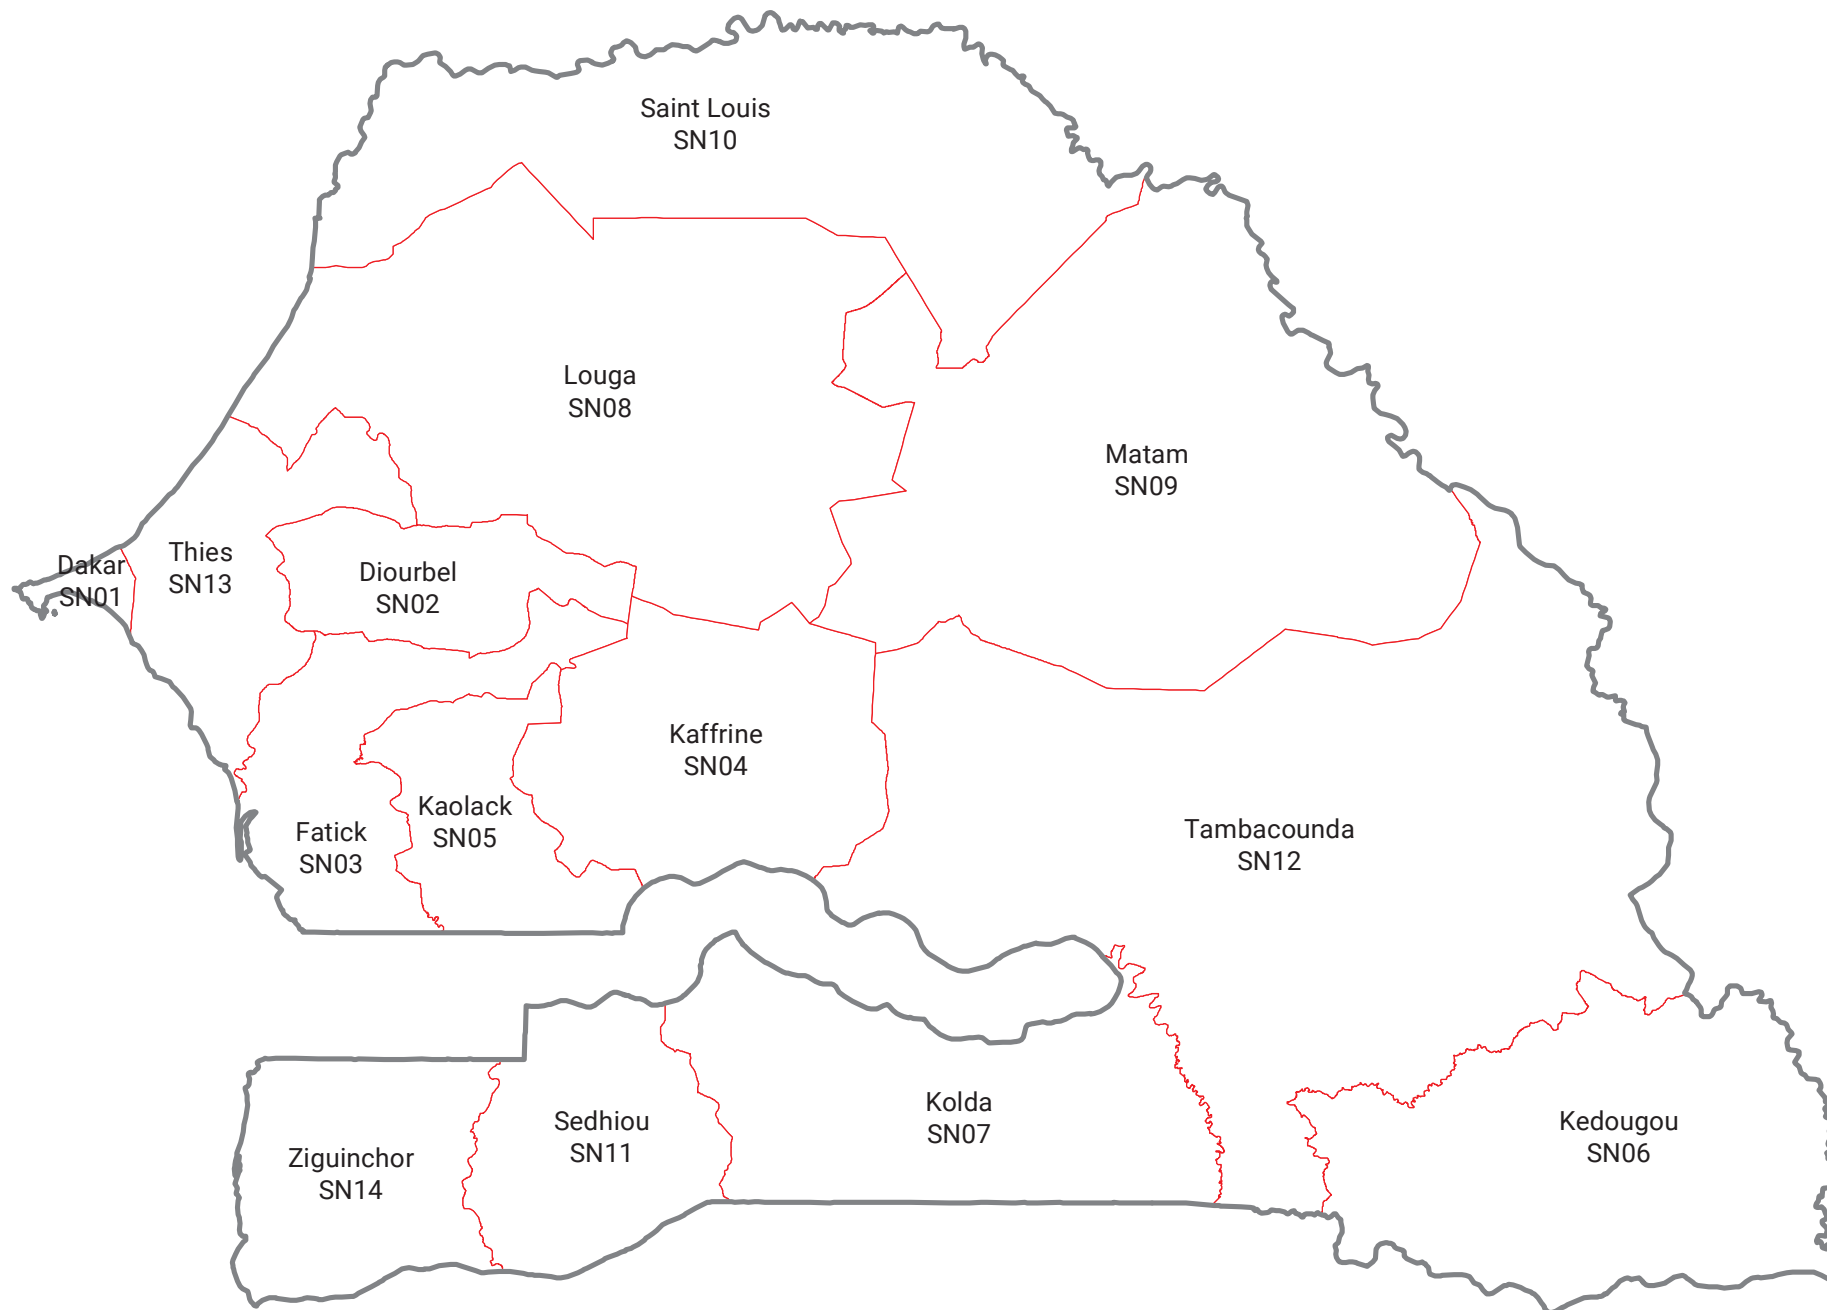 Saint Louis
SN10
Louga
SN08
Matam
SN09
Dakar
SN01
Thies
SN13
Diourbel
SN02
Kaffrine
SN04
Kaolack
SN05
Fatick
SN03
Tambacounda
SN12
Kolda
SN07
Sedhiou
SN11
Kedougou
SN06
Ziguinchor
SN14